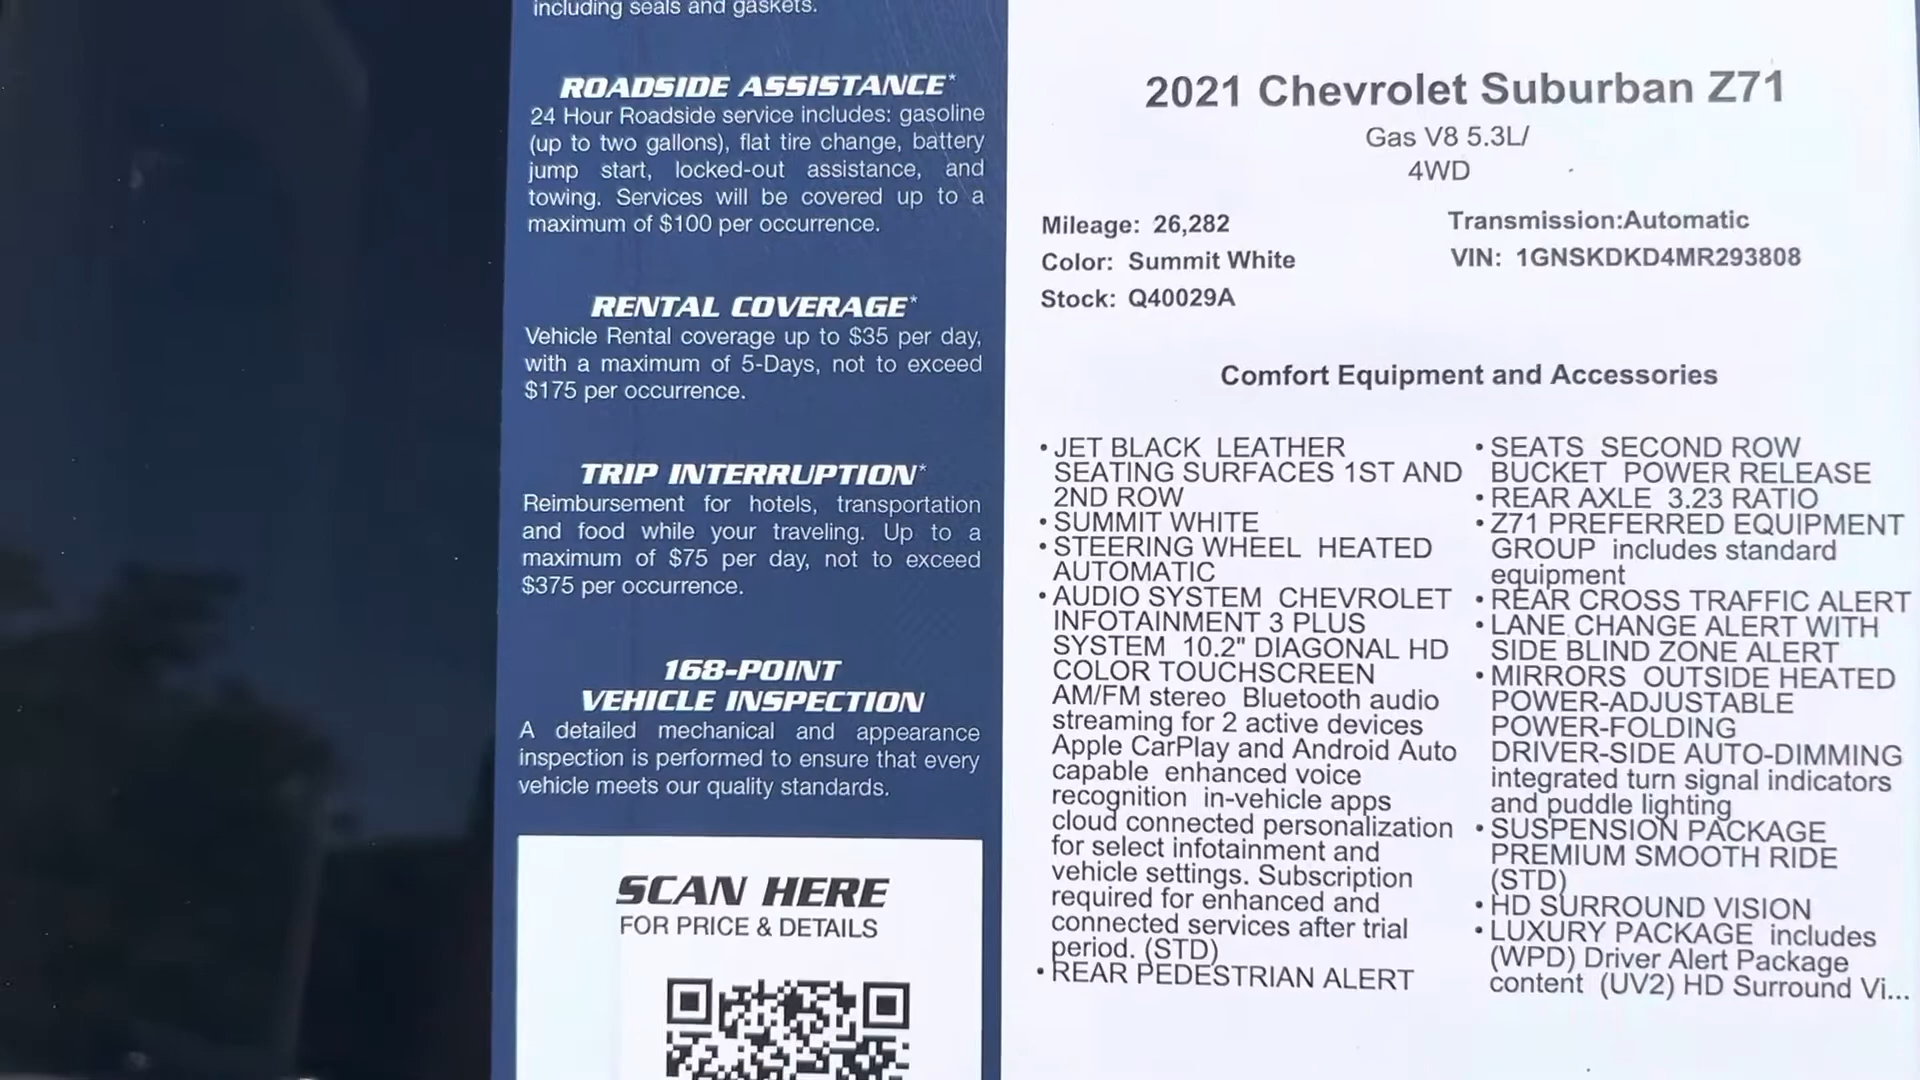 including seals and gaskets.
ROADSIDE ASSISTANCE*
24 Hour Roadside service includes: gasoline
(up to two gallons), flat tire change, battery
jump start, locked-out assistance, and
towing. Services will be covered up to a
maximum of $100 per occurrence.
RENTAL COVERAGE*
Vehicle Rental coverage up to $35 per day,
with a maximum of 5-Days, not to exceed
$175 per occurrence.
TRIP INTERRUPTION*
Reimbursement for hotels, transportation
and food while your traveling. Up to a
maximum of $75 per day, not to exceed
$375 per occurrence.
168-POINT
VEHICLE INSPECTION
A detailed mechanical and appearance
inspection is performed to ensure that every
vehicle meets our quality standards.
SCAN HERE
FOR PRICE & DETAILS
2021 Chevrolet Suburban Z71
Gas V8 5.3L/
4WD
Mileage: 26,282
Color: Summit White
Stock: Q40029A
Transmission:Automatic
VIN: 1GNSKDKD4MR293808
Comfort Equipment and Accessories
• JET BLACK LEATHER
SEATING SURFACES 1ST AND
2ND ROW
• SUMMIT WHITE
• STEERING WHEEL HEATED
AUTOMATIC
• AUDIO SYSTEM CHEVROLET
INFOTAINMENT 3 PLUS
SYSTEM 10.2" DIAGONAL HD
COLOR TOUCHSCREEN
AM/FM stereo Bluetooth audio
streaming for 2 active devices
Apple CarPlay and Android Auto
capable enhanced voice
recognition in-vehicle apps
cloud connected personalization
for select infotainment and
vehicle settings. Subscription
required for enhanced and
connected services after trial
period. (STD)
• REAR PEDESTRIAN ALERT
• SEATS SECOND ROW
BUCKET POWER RELEASE
• REAR AXLE 3.23 RATIO
• Z71 PREFERRED EQUIPMENT
GROUP includes standard
equipment
• REAR CROSS TRAFFIC ALERT
• LANE CHANGE ALERT WITH
SIDE BLIND ZONE ALERT
• MIRRORS OUTSIDE HEATED
POWER-ADJUSTABLE
POWER-FOLDING
DRIVER-SIDE AUTO-DIMMING
integrated turn signal indicators
and puddle lighting
• SUSPENSION PACKAGE
PREMIUM SMOOTH RIDE
(STD)
• HD SURROUND VISION
• LUXURY PACKAGE includes
(WPD) Driver Alert Package
content (UV2) HD Surround Vi...